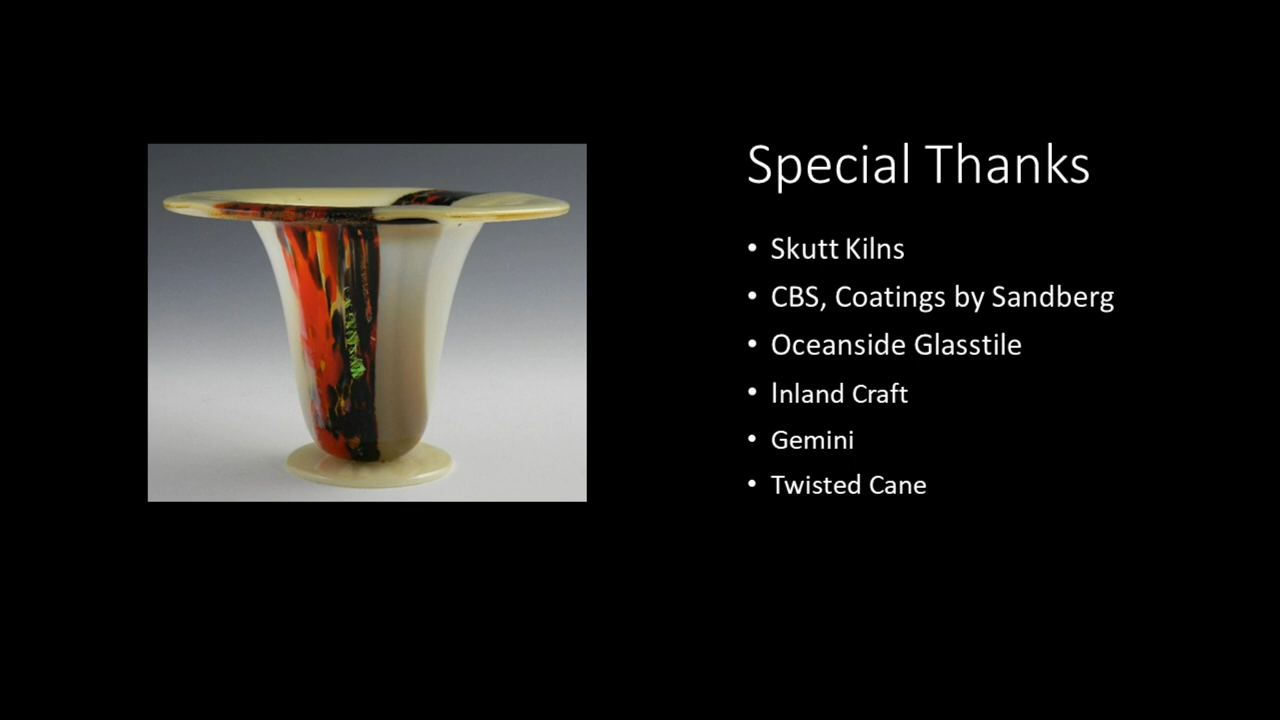 Special Thanks
• Skutt Kilns
• CBS, Coatings by Sandberg
• Oceanside Glasstile
• Inland Craft
• Gemini
• Twisted Cane